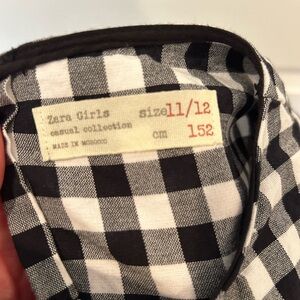 Zara Girls size 11/12
casual collection cm 152
MADE IN MOROCCO